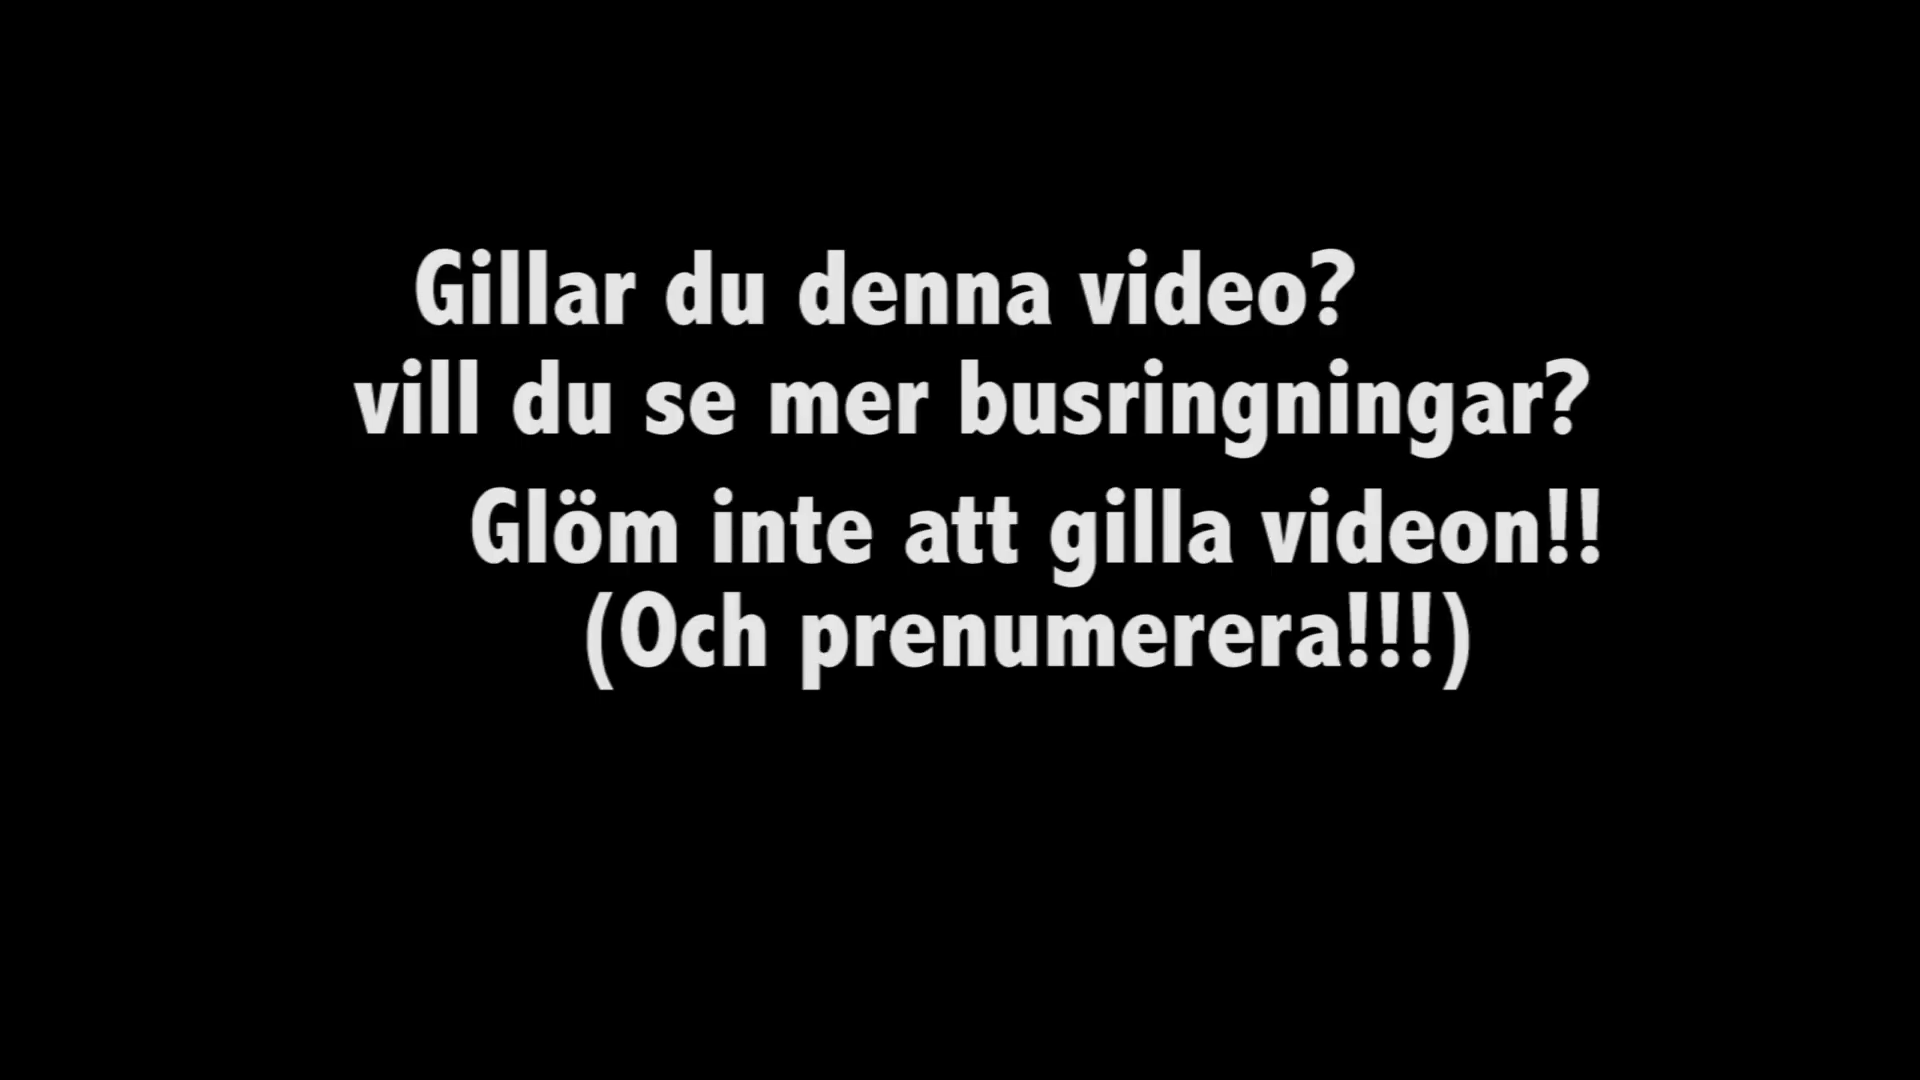 Gillar du denna video?
vill du se mer busringningar?
Glöm inte att gilla videon!!
(Och prenumerera!!!)